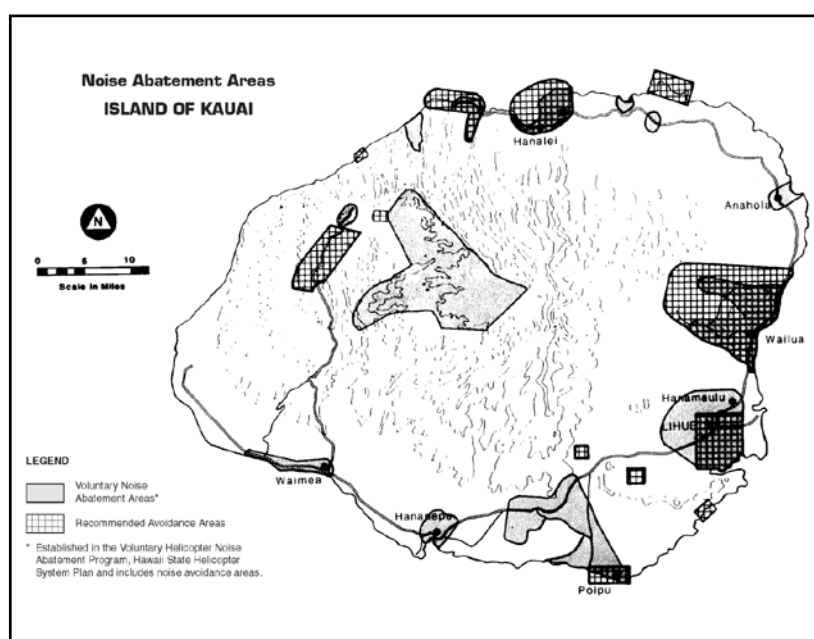 Noise Abatement Areas
ISLAND OF KAUAI
Hanalei
Anahola
N
0 5 10
Scale in Miles
Wailua
Hanamaulu
LIHUE
LEGEND
Voluntary Noise
Abatement Areas*
Waimea
Recommended Avoidance Areas
Hanapepe
* Established in the Voluntary Helicopter Noise
Abatement Program, Hawaii State Helicopter
System Plan and includes noise avoidance areas.
Poipu